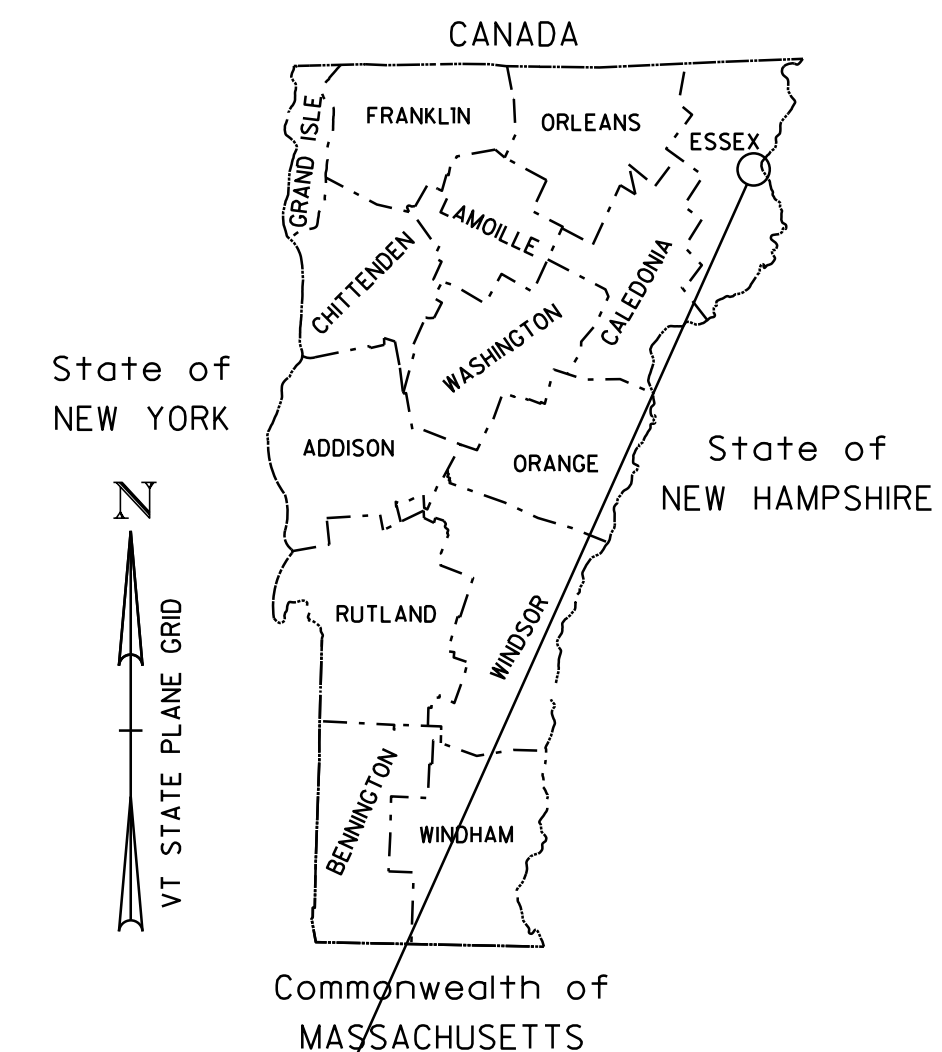 CANADA
FRANKLIN
ORLEANS
GRAND ISLE
ESSEX
LAMOILLE
CHITTENDEN
CALEDONIA
WASHINGTON
State of
NEW YORK
ADDISON
ORANGE
State of
NEW HAMPSHIRE
N
RUTLAND
WINDSOR
VT STATE PLANE GRID
BENNINGTON
WINDHAM
Commonwealth of
MASSACHUSETTS